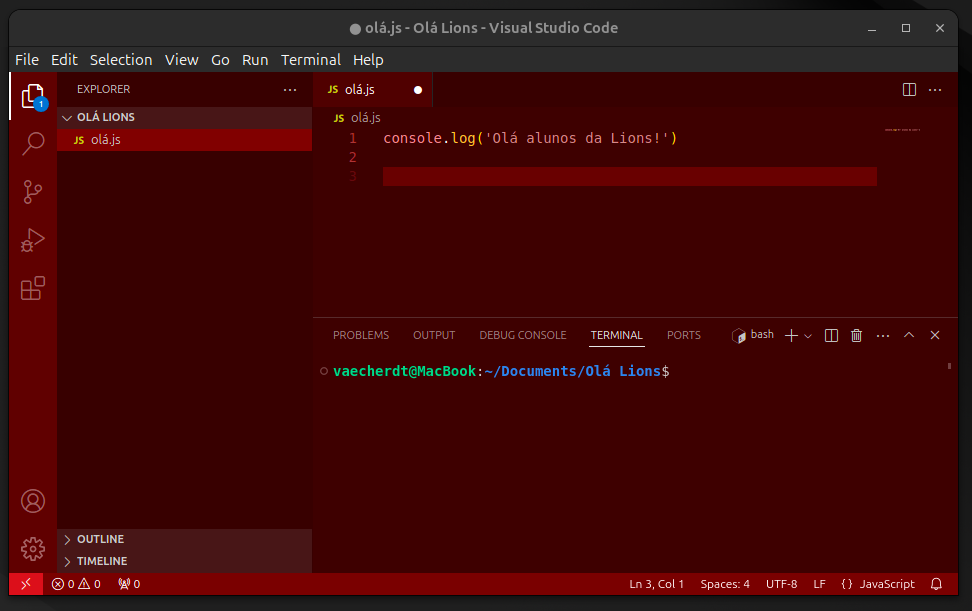 olá.js - Olá Lions - Visual Studio Code
File Edit Selection View Go Run Terminal Help
1
EXPLORER
OLÁ LIONS
JS olá.js
OUTLINE
TIMELINE
JS olá.js
JS olá.js
1 console.log('Olá alunos da Lions!')
2
3
PROBLEMS OUTPUT DEBUG CONSOLE TERMINAL PORTS bash
vaecherdt@MacBook:~/Documents/Olá Lions$
0 0 0 Ln 3, Col 1 Spaces: 4 UTF-8 LF {} JavaScript